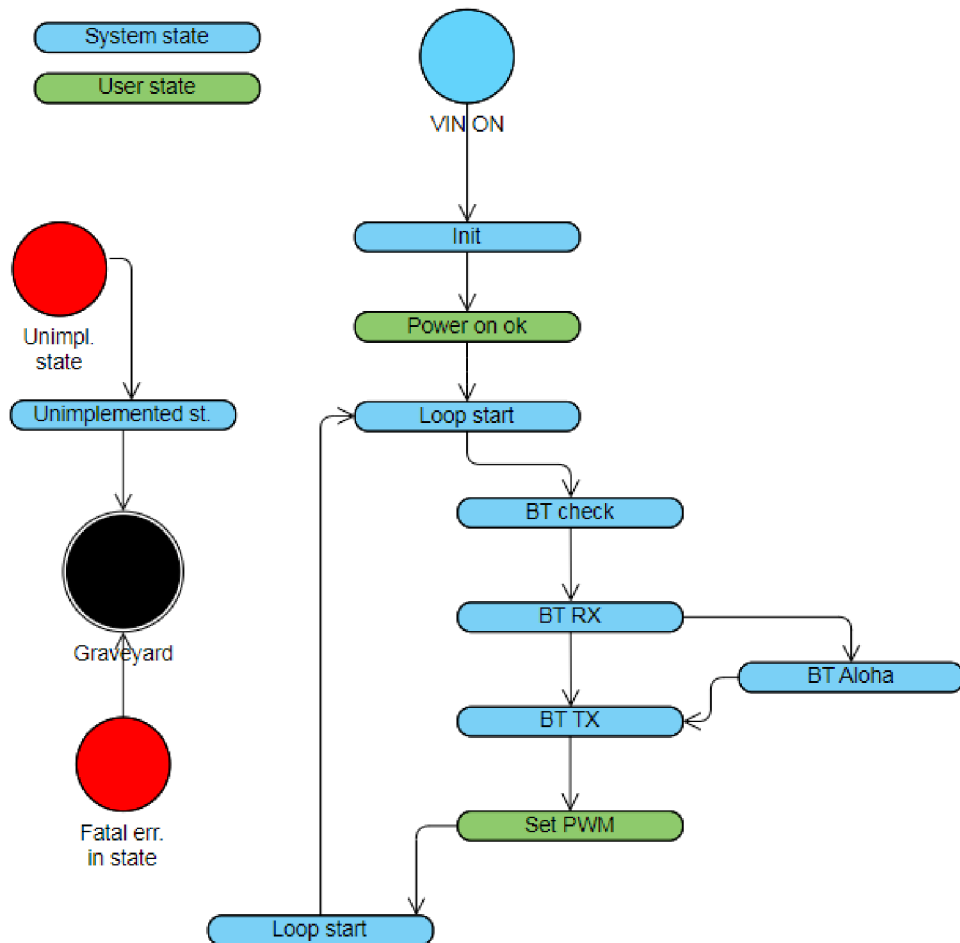 System state
User state
VIN ON
Init
Unimpl.
state
Power on ok
Unimplemented st.
Loop start
BT check
BT RX
Graveyard
BT Aloha
BT TX
Set PWM
Fatal err.
in state
Loop start